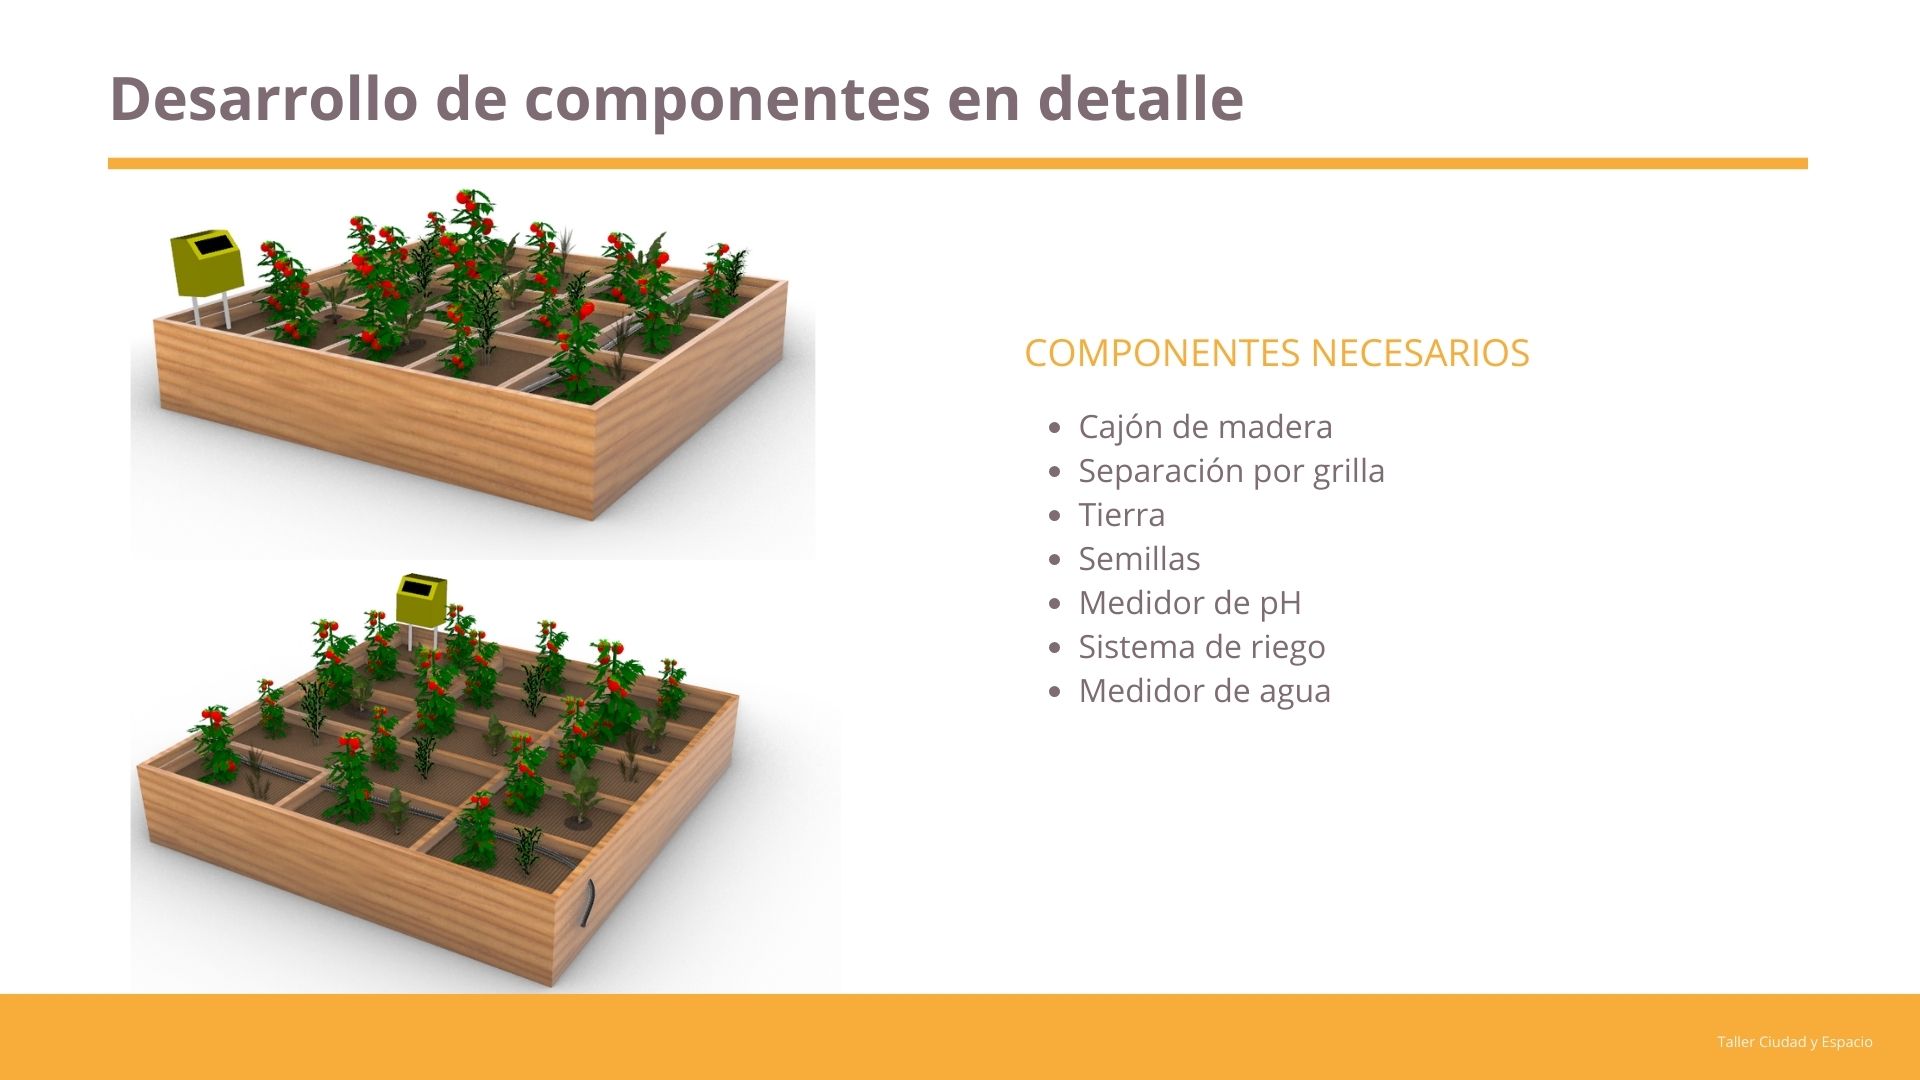 Desarrollo de componentes en detalle
COMPONENTES NECESARIOS
• Cajón de madera
• Separación por grilla
• Tierra
• Semillas
• Medidor de pH
• Sistema de riego
• Medidor de agua
Taller Ciudad y Espacio